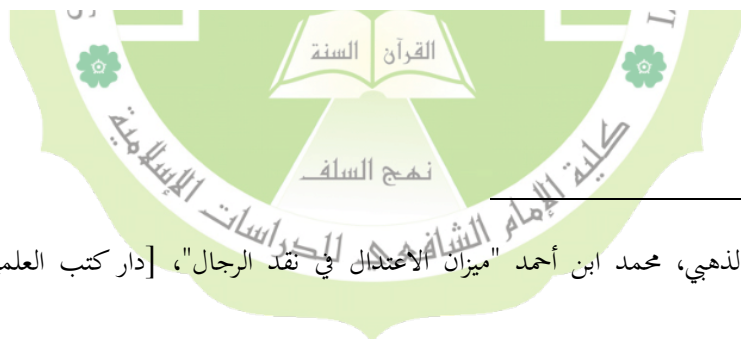 القرآن السنة
نهج السلف
كلية الإمام الشافعي للدراسات الإسلامية
لذهبي، محمد ابن أحمد "ميزان الاعتدال في نقد الرجال"، [دار كتب العلم